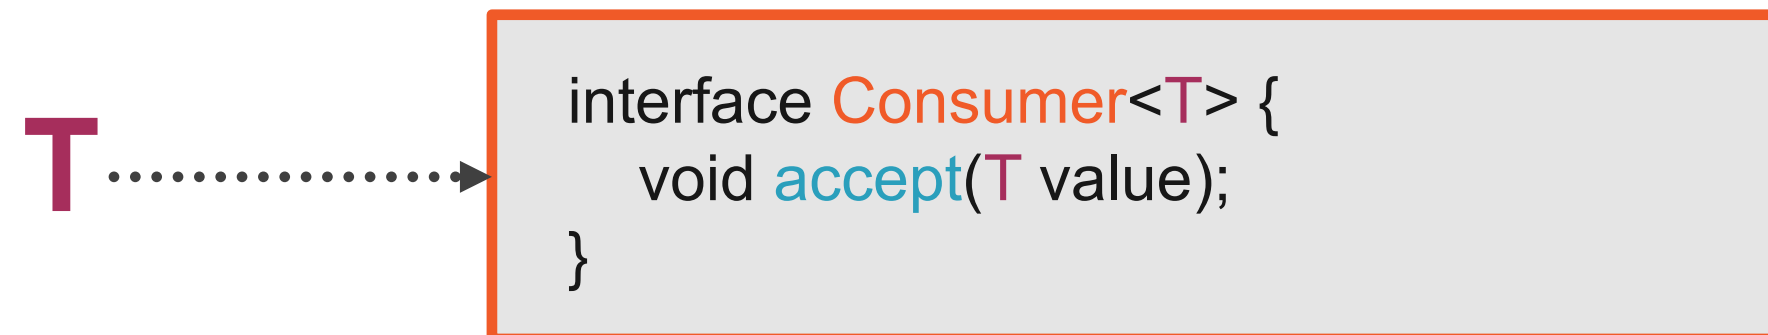 T
interface Consumer<T> {
void accept(T value);
}